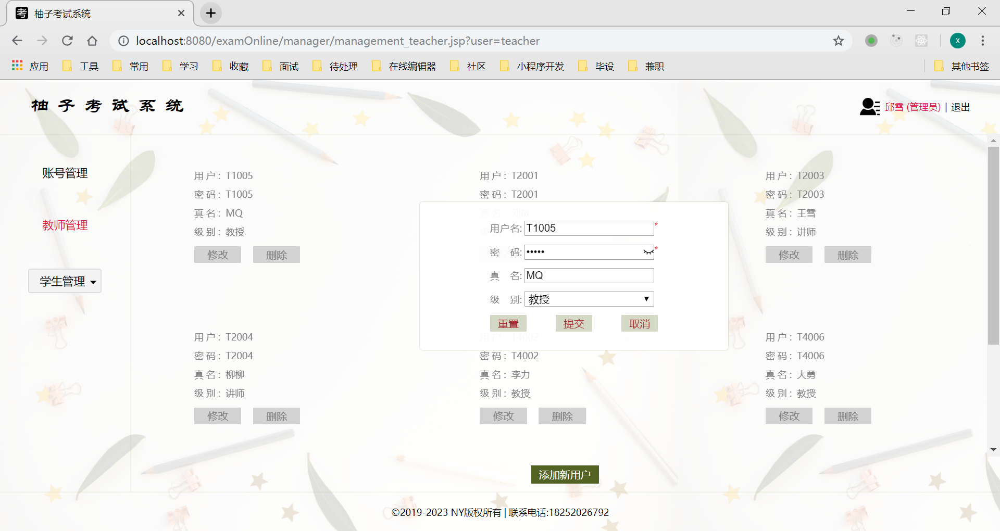 柚子考试系统
localhost:8080/examOnline/manager/management_teacher.jsp?user=teacher
x
应用 工具 常用 学习 收藏 面试 待处理 在线编辑器 社区 小程序开发 毕设 兼职 其他书签
柚子考试系统
邱雪 (管理员) | 退出
账号管理
教师管理
学生管理
用 户： T1005
密 码： T1005
真 名： MQ
级 别： 教授
修改 删除
用 户： T2001
密 码： T2001
真 名： 刘敏
用 户： T2003
密 码： T2003
真 名： 王雪
级 别： 讲师
修改 删除
用户名: T1005 *
密 码: ••••• *
真 名: MQ
级 别: 教授
重置 提交 取消
用 户： T2004
密 码： T2004
真 名： 柳柳
级 别： 讲师
修改 删除
用 户： T4002
密 码： T4002
真 名： 李力
级 别： 教授
修改 删除
用 户： T4006
密 码： T4006
真 名： 大勇
级 别： 教授
修改 删除
添加新用户
©2019-2023 NY版权所有 | 联系电话:18252026792